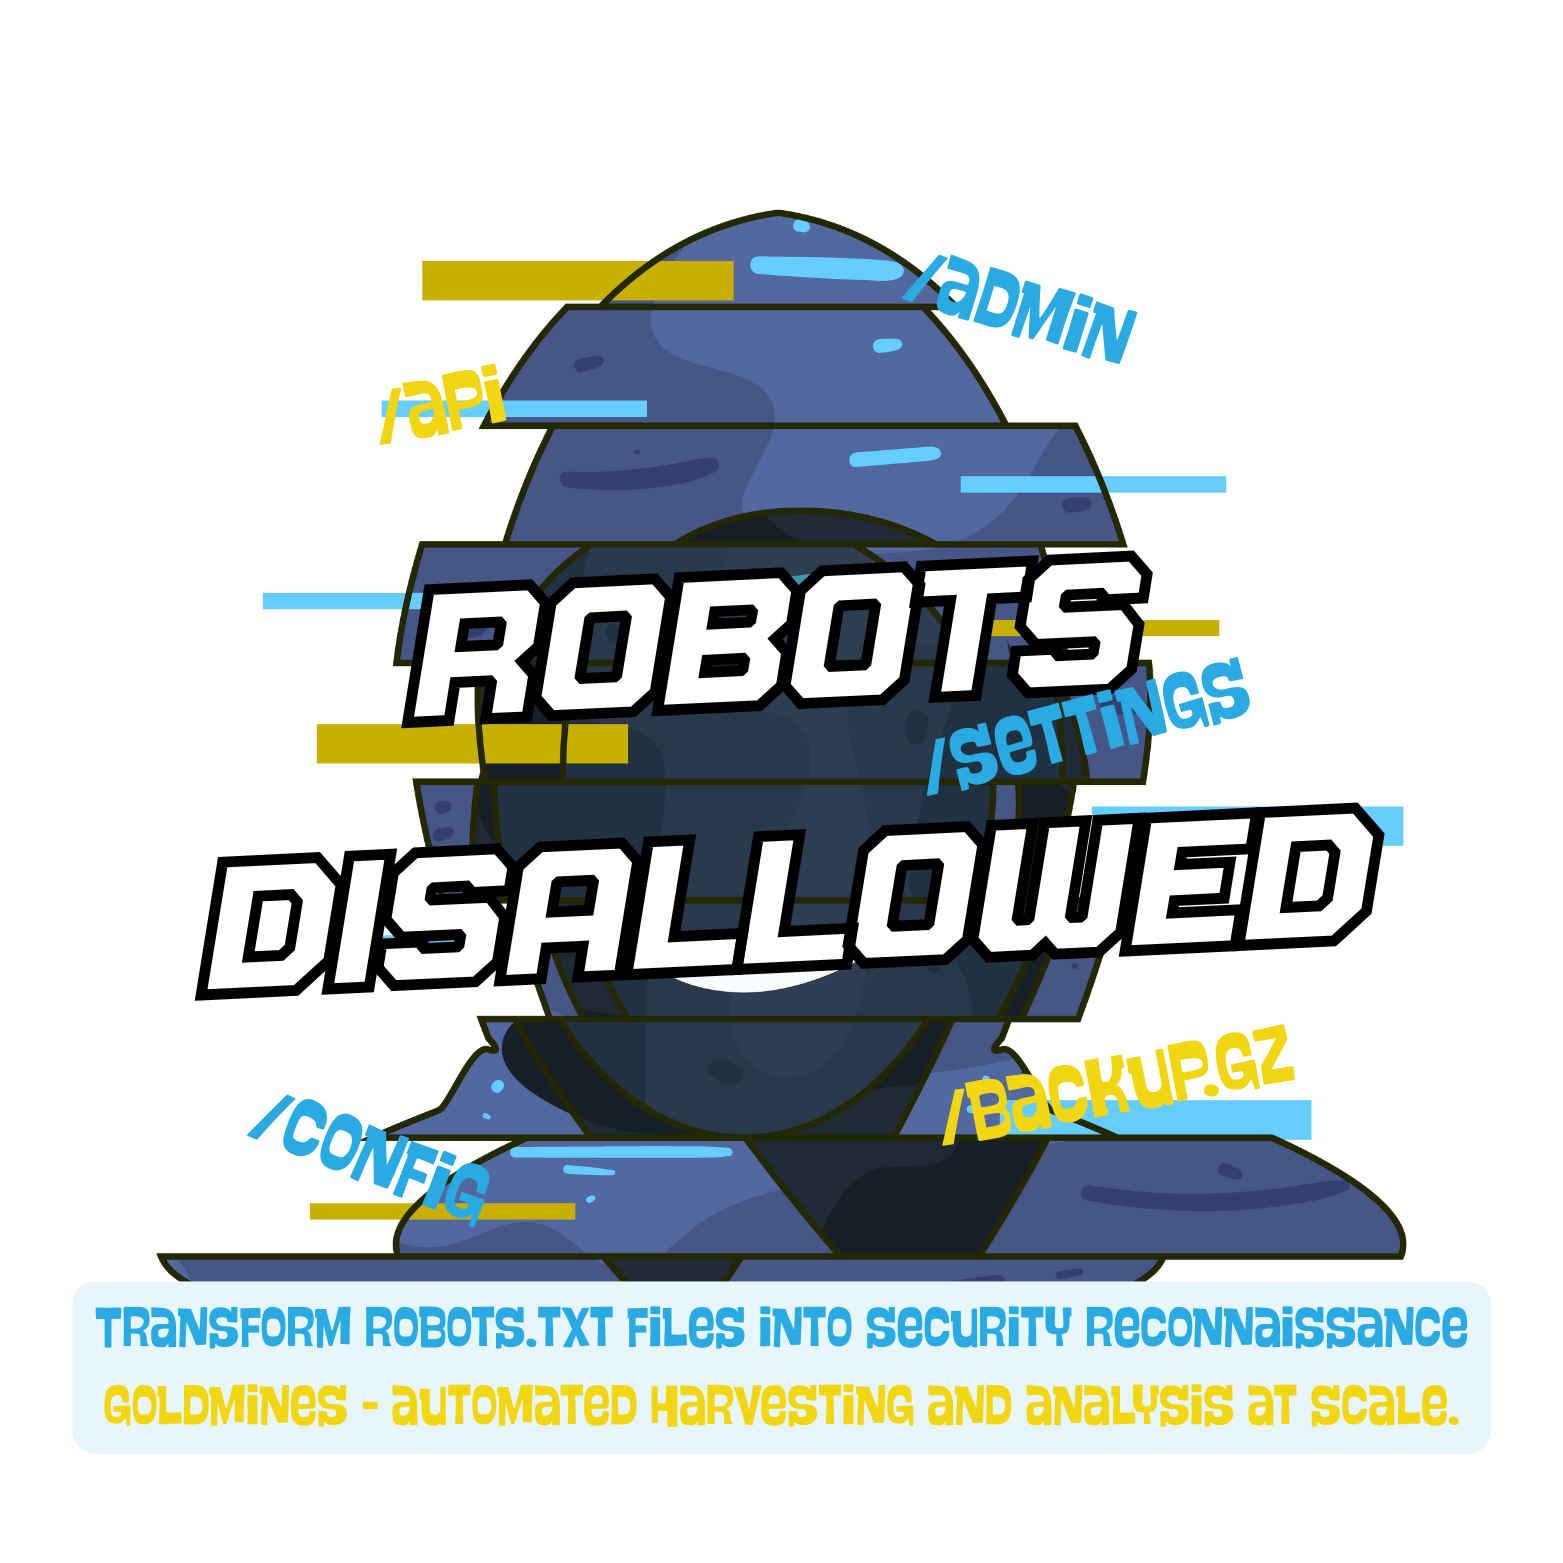 /admin
/api
ROBOTS
/settings
DISALLOWED
/backup.gz
/config
Transform robots.txt files into security reconnaissance
goldmines - automated harvesting and analysis at scale.